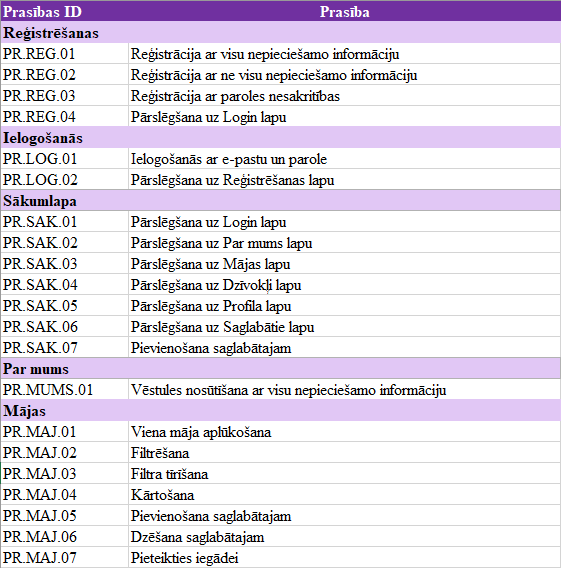 Prasības ID Prasība
Reģistrēšanas
PR.REG.01 Reģistrācija ar visu nepieciešamo informāciju
PR.REG.02 Reģistrācija ar ne visu nepieciešamo informāciju
PR.REG.03 Reģistrācija ar paroles nesakritības
PR.REG.04 Pārslēgšana uz Login lapu
Ielogošanās
PR.LOG.01 Ielogošanās ar e-pastu un parole
PR.LOG.02 Pārslēgšana uz Reģistrēšanas lapu
Sākumlapa
PR.SAK.01 Pārslēgšana uz Login lapu
PR.SAK.02 Pārslēgšana uz Par mums lapu
PR.SAK.03 Pārslēgšana uz Mājas lapu
PR.SAK.04 Pārslēgšana uz Dzīvokļi lapu
PR.SAK.05 Pārslēgšana uz Profila lapu
PR.SAK.06 Pārslēgšana uz Saglabātie lapu
PR.SAK.07 Pievienošana saglabātajam
Par mums
PR.MUMS.01 Vēstules nosūtīšana ar visu nepieciešamo informāciju
Mājas
PR.MAJ.01 Viena māja aplūkošana
PR.MAJ.02 Filtrēšana
PR.MAJ.03 Filtra tīrīšana
PR.MAJ.04 Kārtošana
PR.MAJ.05 Pievienošana saglabātajam
PR.MAJ.06 Dzēšana saglabātajam
PR.MAJ.07 Pieteikties iegādei